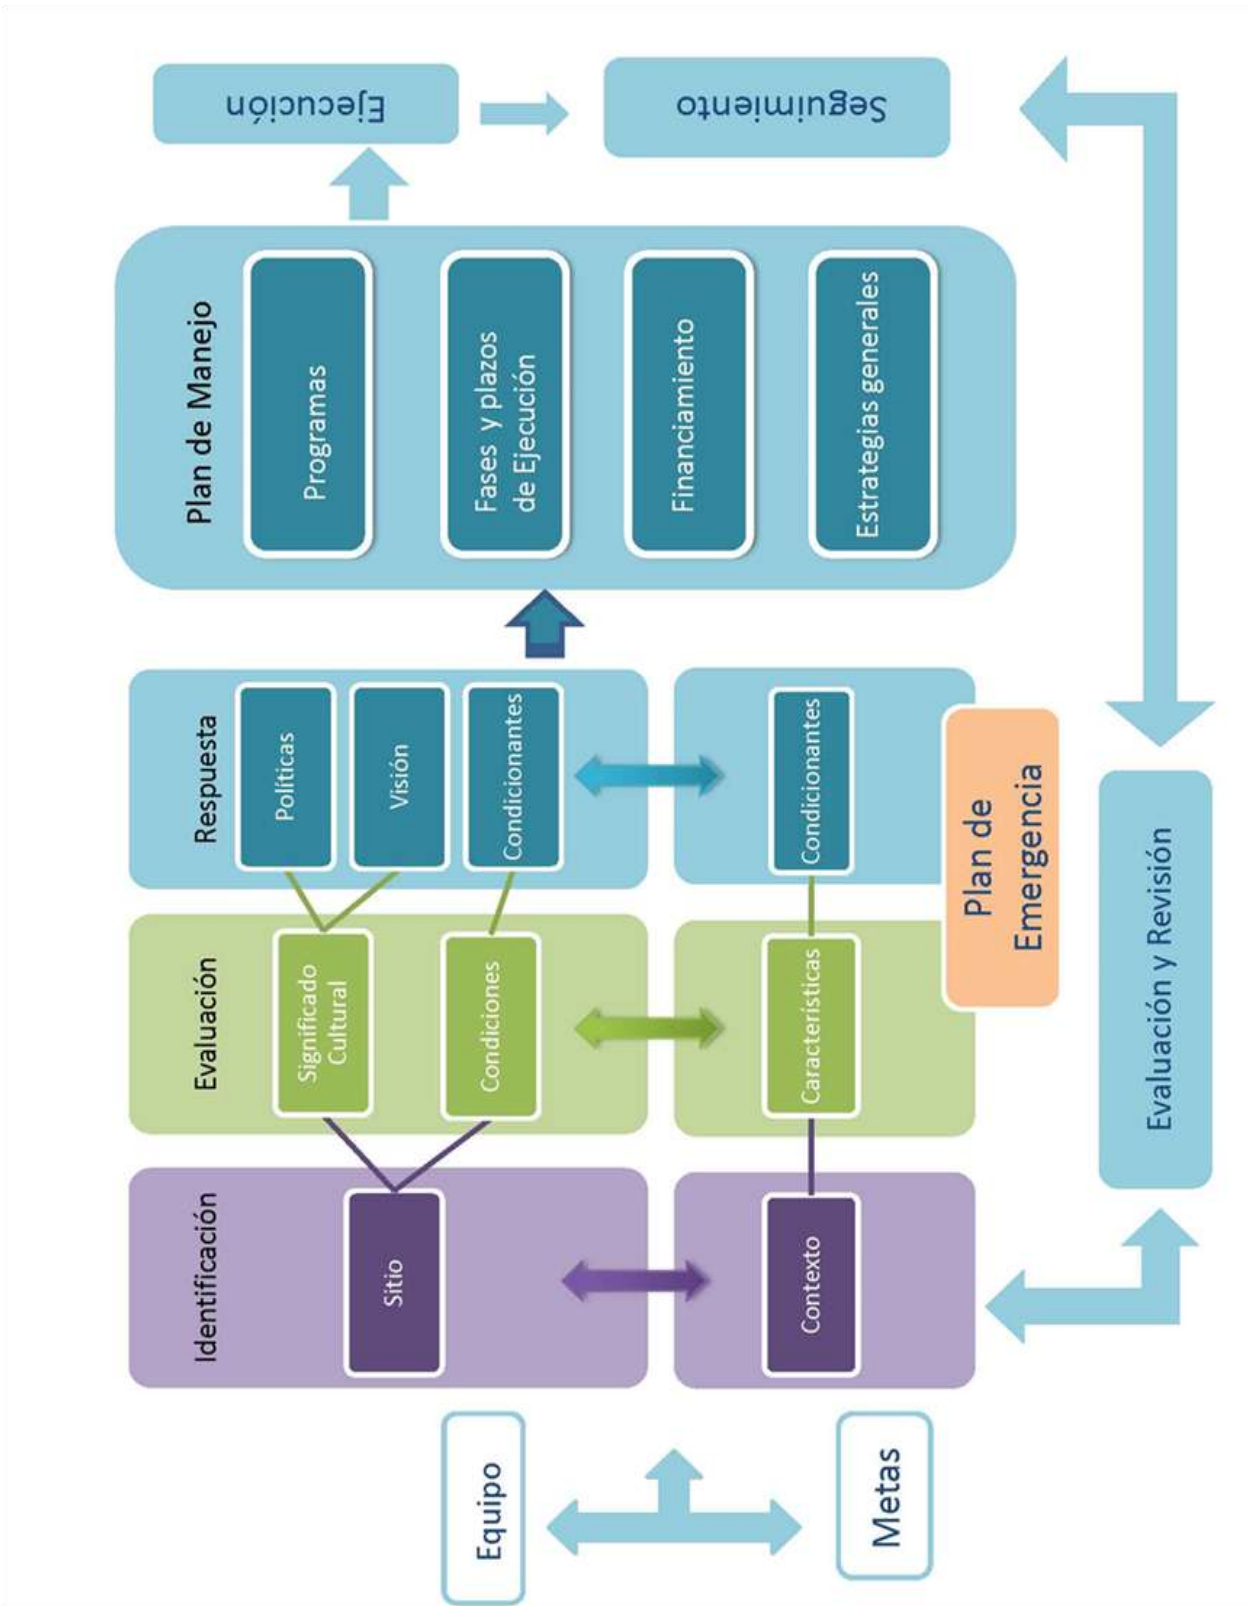 Equipo
Metas
Identificación
Sitio
Contexto
Evaluación
Significado
Cultural
Condiciones
Características
Respuesta
Políticas
Visión
Condicionantes
Condicionantes
Plan de
Emergencia
Plan de Manejo
Programas
Fases y plazos
de Ejecución
Financiamiento
Estrategias generales
Ejecución
Seguimiento
Evaluación y Revisión